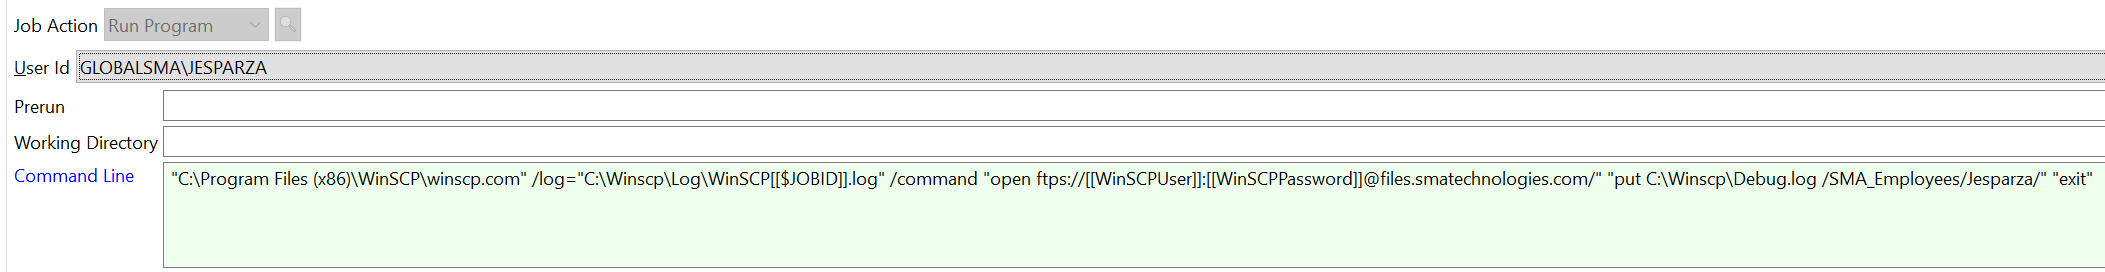 Job Action Run Program
User Id GLOBALSMA\JESPARZA
Prerun
Working Directory
Command Line "C:\Program Files (x86)\WinSCP\winscp.com" /log="C:\Winscp\Log\WinSCP[[$JOBID]].log" /command "open ftps://[[WinSCPUser]]:[[WinSCPPassword]]@files.smatechnologies.com/" "put C:\Winscp\Debug.log /SMA_Employees/Jesparza/" "exit"